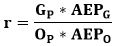 r = G_P * AEP_G / O_P * AEP_O